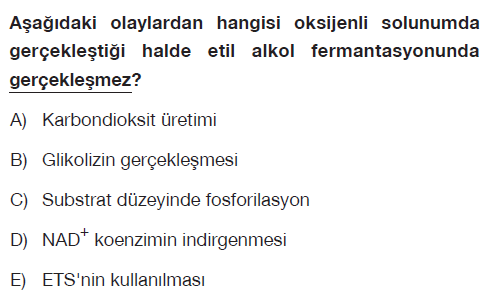 Aşağıdaki olaylardan hangisi oksijenli solunumda
gerçekleştiği halde etil alkol fermantasyonunda
gerçekleşmez?
A) Karbondioksit üretimi
B) Glikolizin gerçekleşmesi
C) Substrat düzeyinde fosforilasyon
D) NAD+ koenzimin indirgenmesi
E) ETS'nin kullanılması